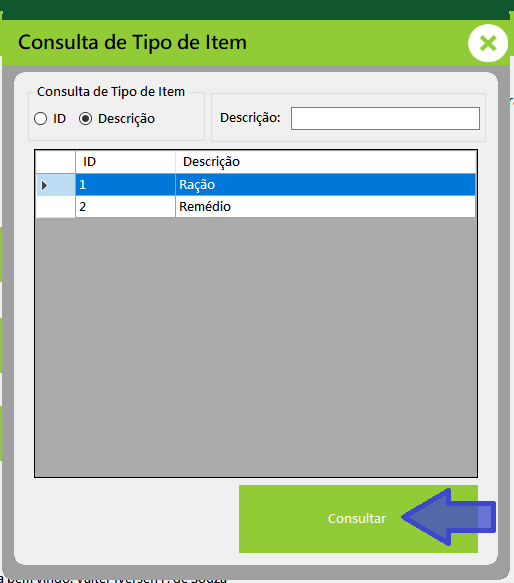 Consulta de Tipo de Item
Consulta de Tipo de Item
ID Descrição
Descrição:
ID Descrição
1 Ração
2 Remédio
Consultar
bem vindo, Valter Iversen
de Souza